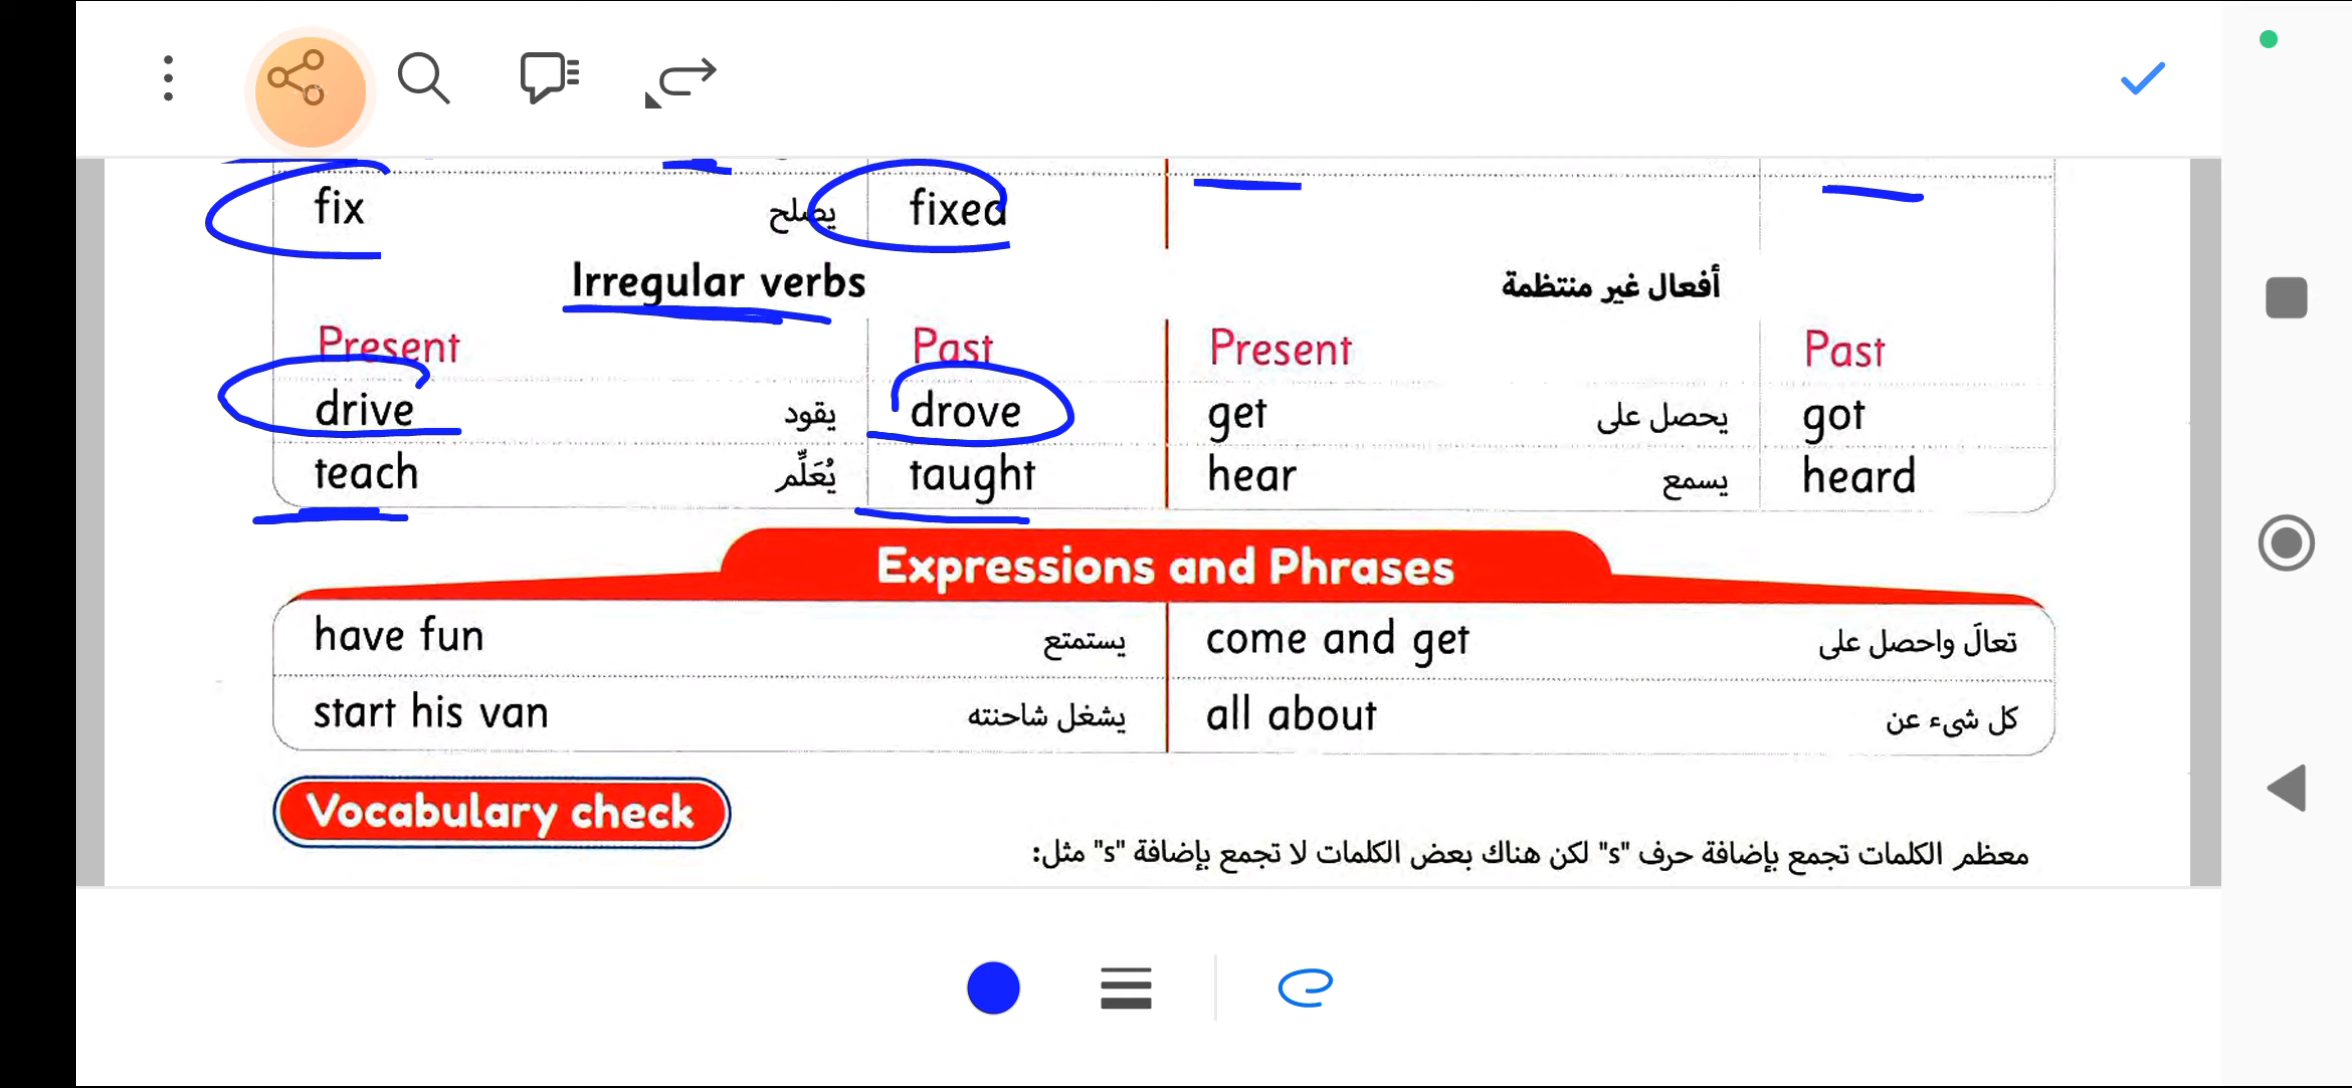 fix يصلح fixed
Irregular verbs أفعال غير منتظمة
Present Past Present Past
drive يقود drove get يحصل على got
teach يُعَلِّم taught hear يسمع heard
Expressions and Phrases
have fun يستمتع come and get تعالَ واحصل على
start his van يشغل شاحنته all about كل شىء عن
Vocabulary check
معظم الكلمات تجمع بإضافة حرف "s" لكن هناك بعض الكلمات لا تجمع بإضافة "s" مثل: